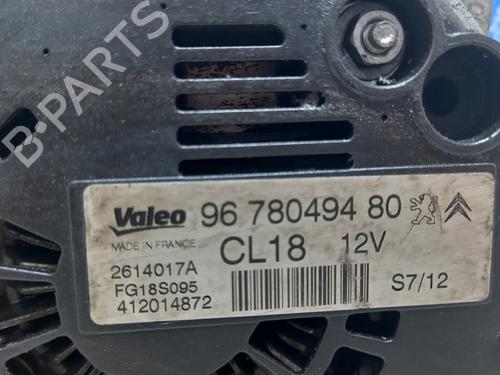 B-PARTS
Valeo 96 780494 80
MADE IN FRANCE CL18 12V
2614017A
FG18S095 S7/12
412014872